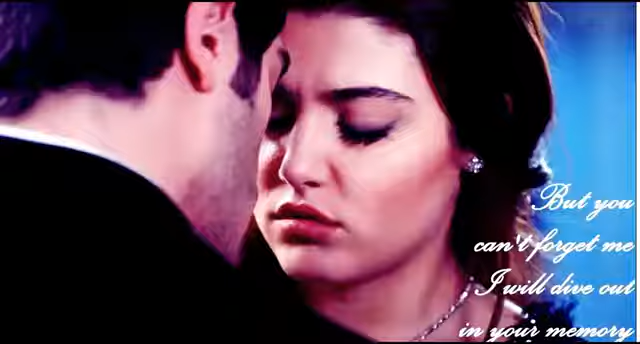 But you
can't forget me
I will dive out
in your memory